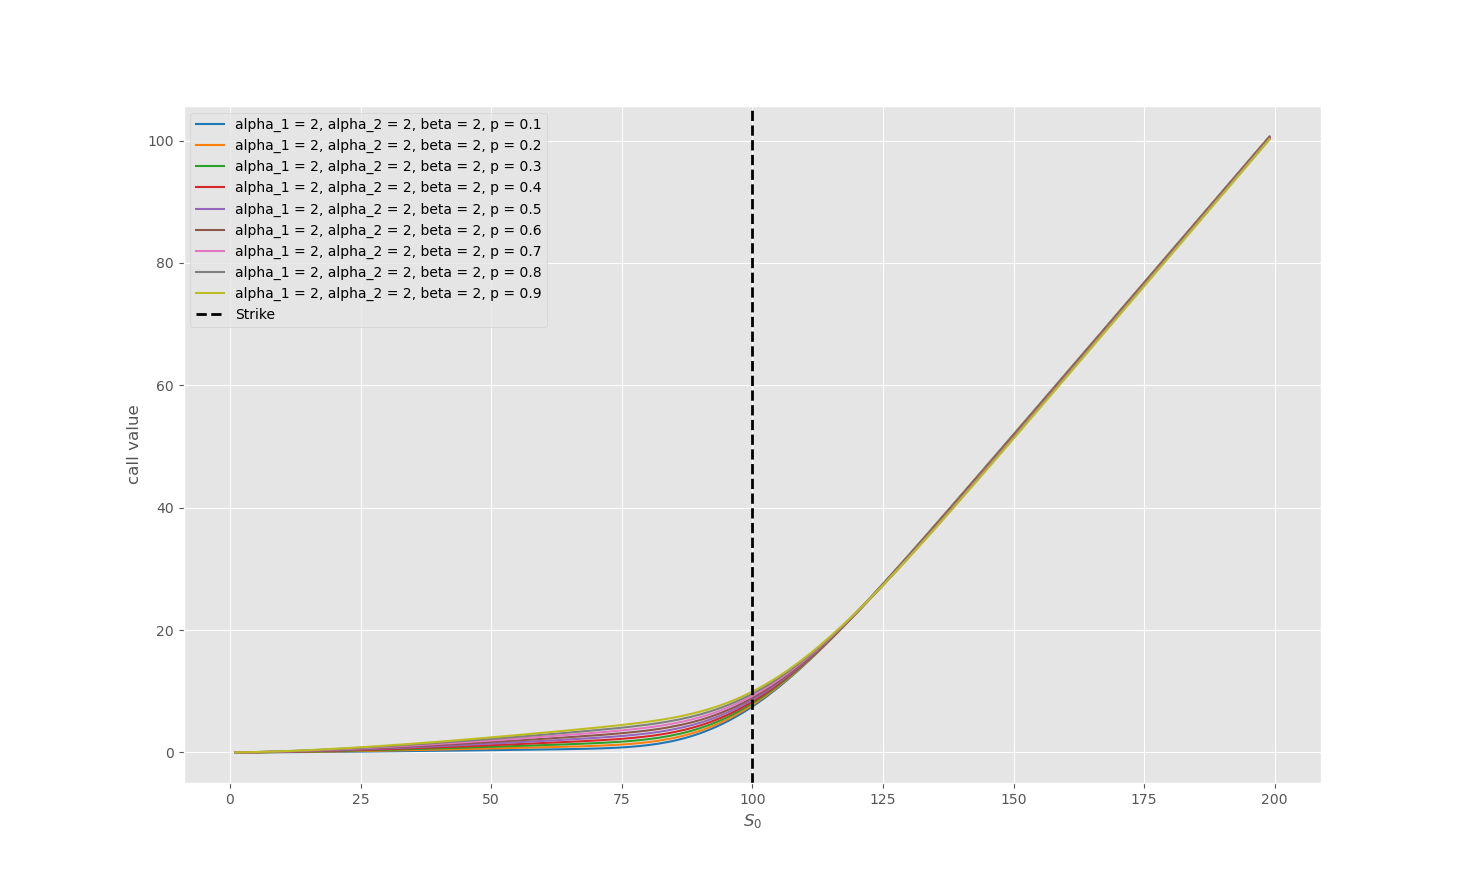 alpha_1 = 2, alpha_2 = 2, beta = 2, p = 0.1
alpha_1 = 2, alpha_2 = 2, beta = 2, p = 0.2
alpha_1 = 2, alpha_2 = 2, beta = 2, p = 0.3
alpha_1 = 2, alpha_2 = 2, beta = 2, p = 0.4
alpha_1 = 2, alpha_2 = 2, beta = 2, p = 0.5
alpha_1 = 2, alpha_2 = 2, beta = 2, p = 0.6
alpha_1 = 2, alpha_2 = 2, beta = 2, p = 0.7
alpha_1 = 2, alpha_2 = 2, beta = 2, p = 0.8
alpha_1 = 2, alpha_2 = 2, beta = 2, p = 0.9
Strike
100
80
60
40
20
0
call value
0 25 50 75 100 125 150 175 200
S₀